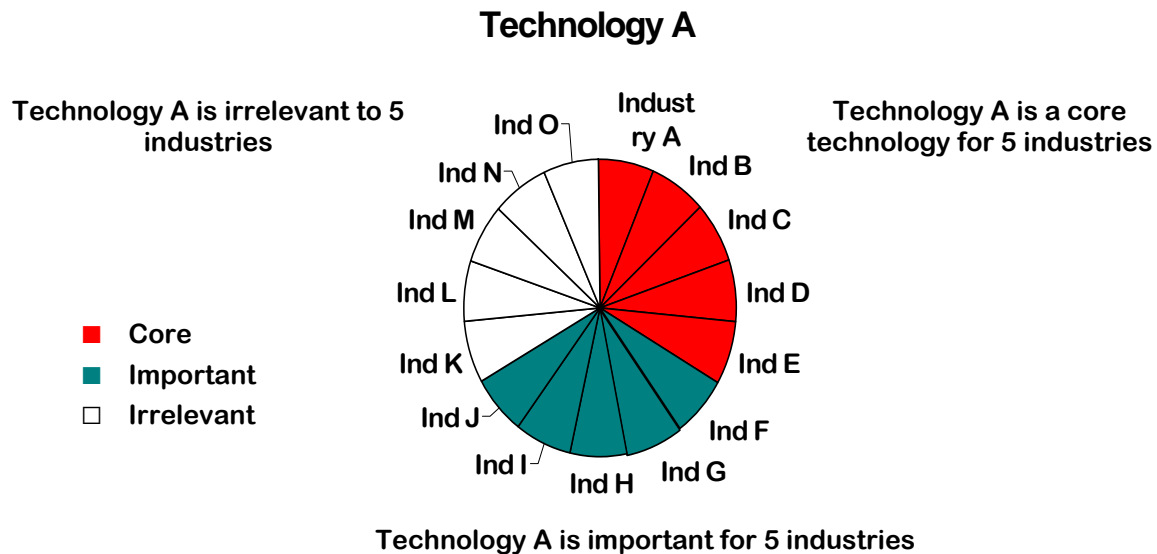 Technology A
Technology A is irrelevant to 5
industries
Technology A is a core
technology for 5 industries
Indust
ry A
Ind B
Ind C
Ind D
Ind E
Ind F
Ind G
Ind H
Ind I
Ind J
Ind K
Ind L
Ind M
Ind N
Ind O
Core
Important
Irrelevant
Technology A is important for 5 industries